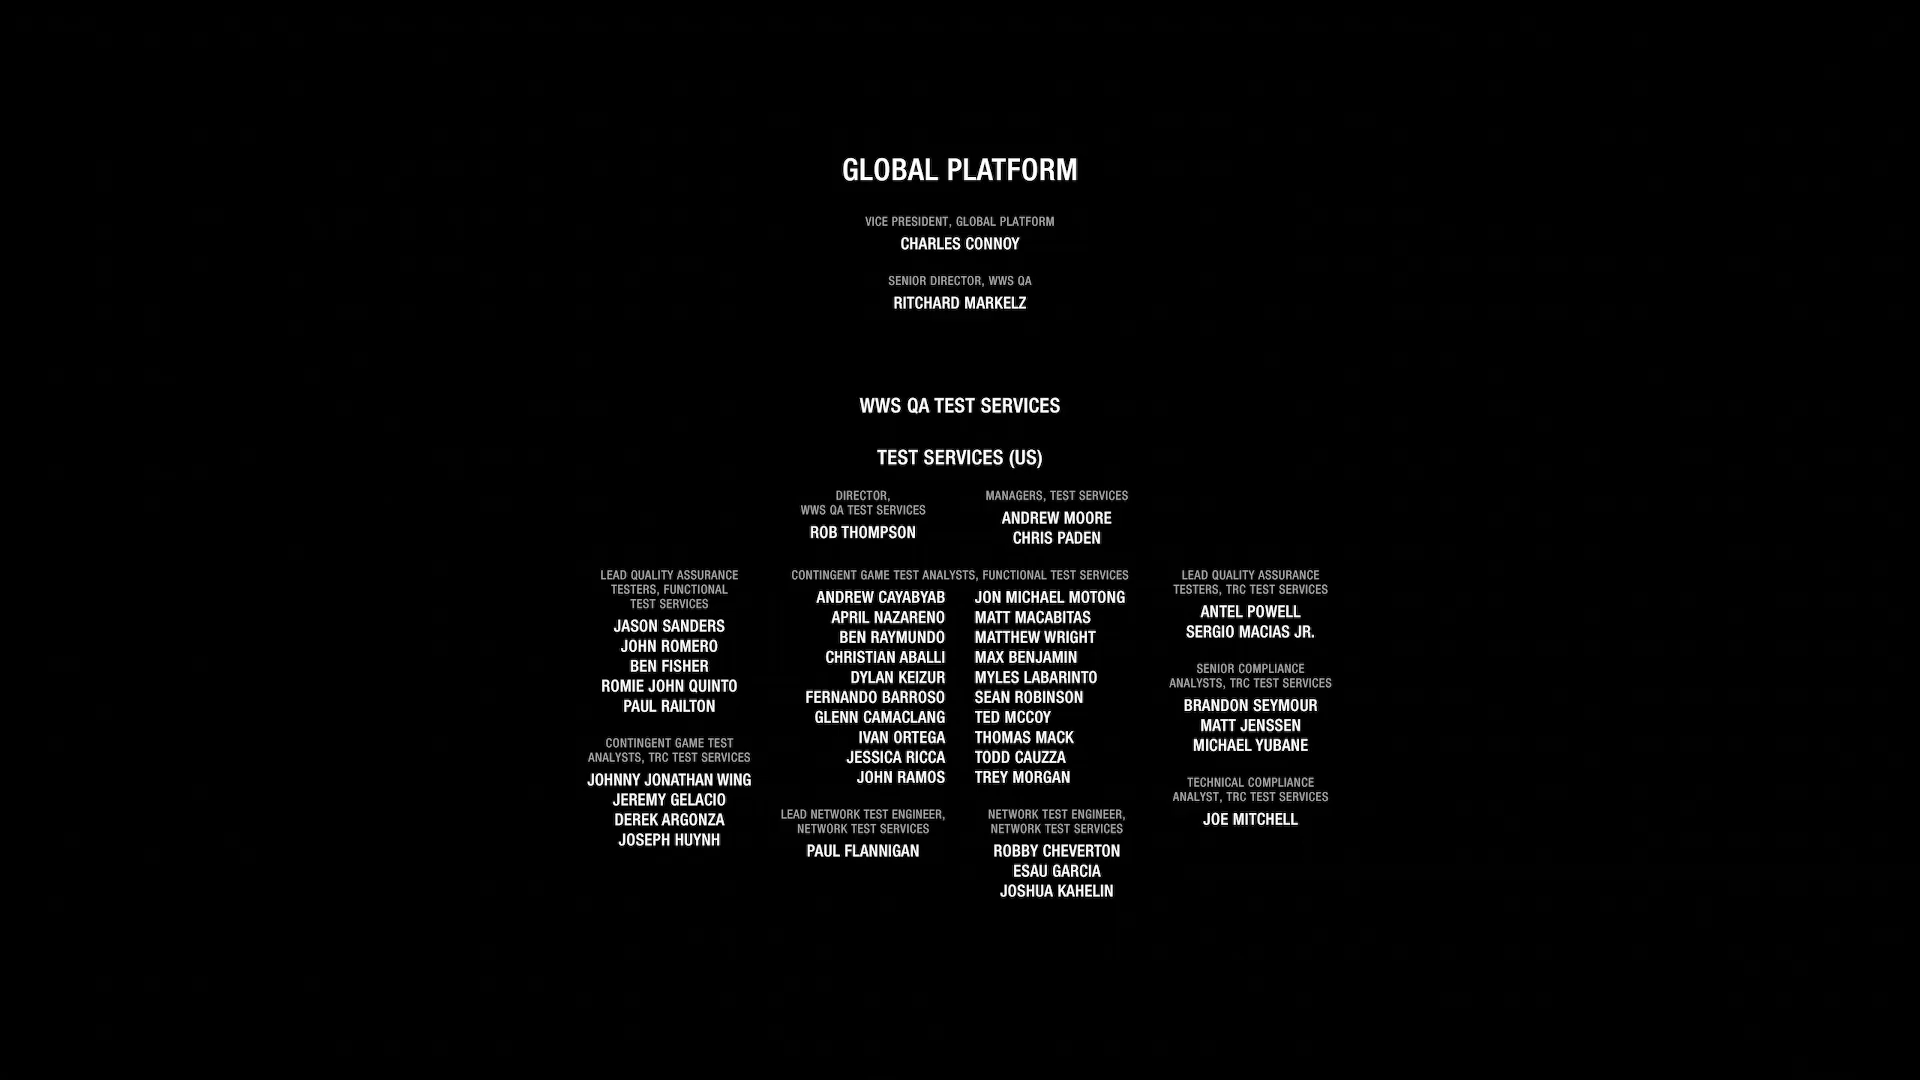 GLOBAL PLATFORM
VICE PRESIDENT, GLOBAL PLATFORM
CHARLES CONNOY
SENIOR DIRECTOR, WWS QA
RITCHARD MARKELZ
WWS QA TEST SERVICES
TEST SERVICES (US)
DIRECTOR,
WWS QA TEST SERVICES
ROB THOMPSON
MANAGERS, TEST SERVICES
ANDREW MOORE
CHRIS PADEN
LEAD QUALITY ASSURANCE
TESTERS, FUNCTIONAL
TEST SERVICES
JASON SANDERS
JOHN ROMERO
BEN FISHER
ROMIE JOHN QUINTO
PAUL RAILTON
CONTINGENT GAME TEST
ANALYSTS, TRC TEST SERVICES
JOHNNY JONATHAN WING
JEREMY GELACIO
DEREK ARGONZA
JOSEPH HUYNH
CONTINGENT GAME TEST ANALYSTS, FUNCTIONAL TEST SERVICES
ANDREW CAYABYAB
APRIL NAZARENO
BEN RAYMUNDO
CHRISTIAN ABALLI
DYLAN KEIZUR
FERNANDO BARROSO
GLENN CAMACLANG
IVAN ORTEGA
JESSICA RICCA
JOHN RAMOS
JON MICHAEL MOTONG
MATT MACABITAS
MATTHEW WRIGHT
MAX BENJAMIN
MYLES LABARINTO
SEAN ROBINSON
TED MCCOY
THOMAS MACK
TODD CAUZZA
TREY MORGAN
LEAD NETWORK TEST ENGINEER,
NETWORK TEST SERVICES
PAUL FLANNIGAN
NETWORK TEST ENGINEER,
NETWORK TEST SERVICES
ROBBY CHEVERTON
ESAU GARCIA
JOSHUA KAHELIN
LEAD QUALITY ASSURANCE
TESTERS, TRC TEST SERVICES
ANTEL POWELL
SERGIO MACIAS JR.
SENIOR COMPLIANCE
ANALYSTS, TRC TEST SERVICES
BRANDON SEYMOUR
MATT JENSSEN
MICHAEL YUBANE
TECHNICAL COMPLIANCE
ANALYST, TRC TEST SERVICES
JOE MITCHELL